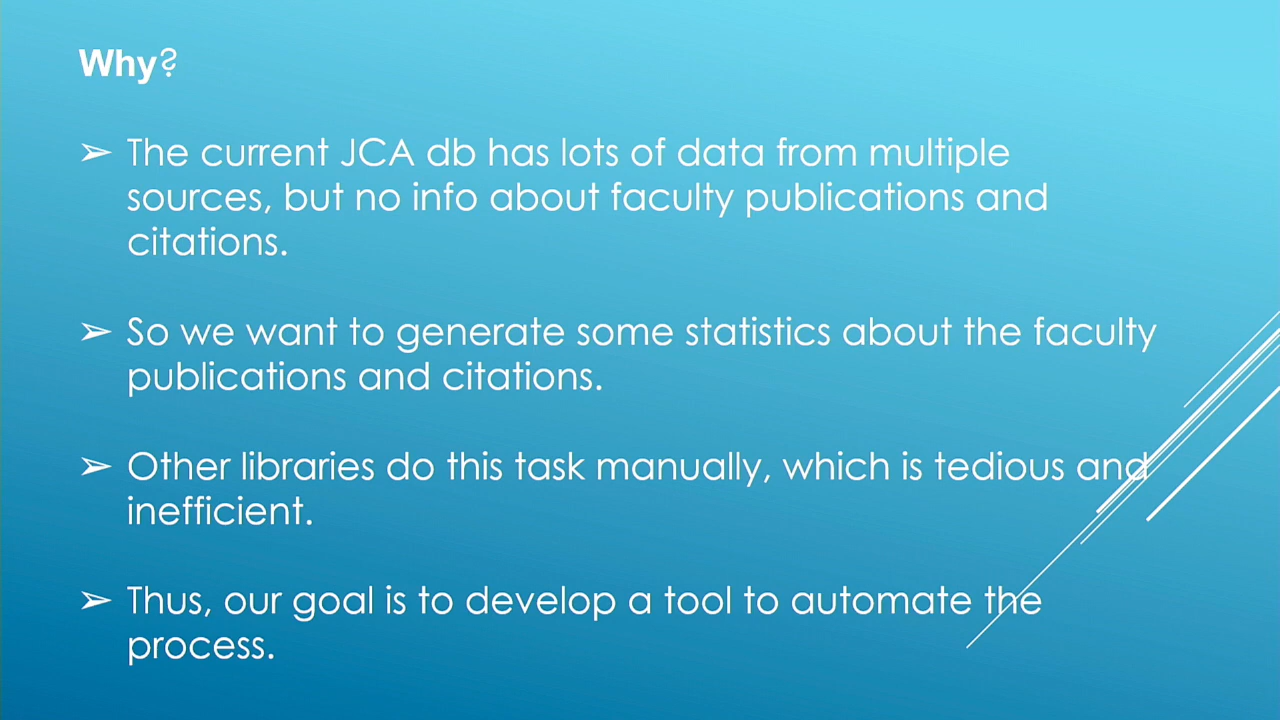 Why?
➢ The current JCA db has lots of data from multiple
sources, but no info about faculty publications and
citations.
➢ So we want to generate some statistics about the faculty
publications and citations.
➢ Other libraries do this task manually, which is tedious and
inefficient.
➢ Thus, our goal is to develop a tool to automate the
process.